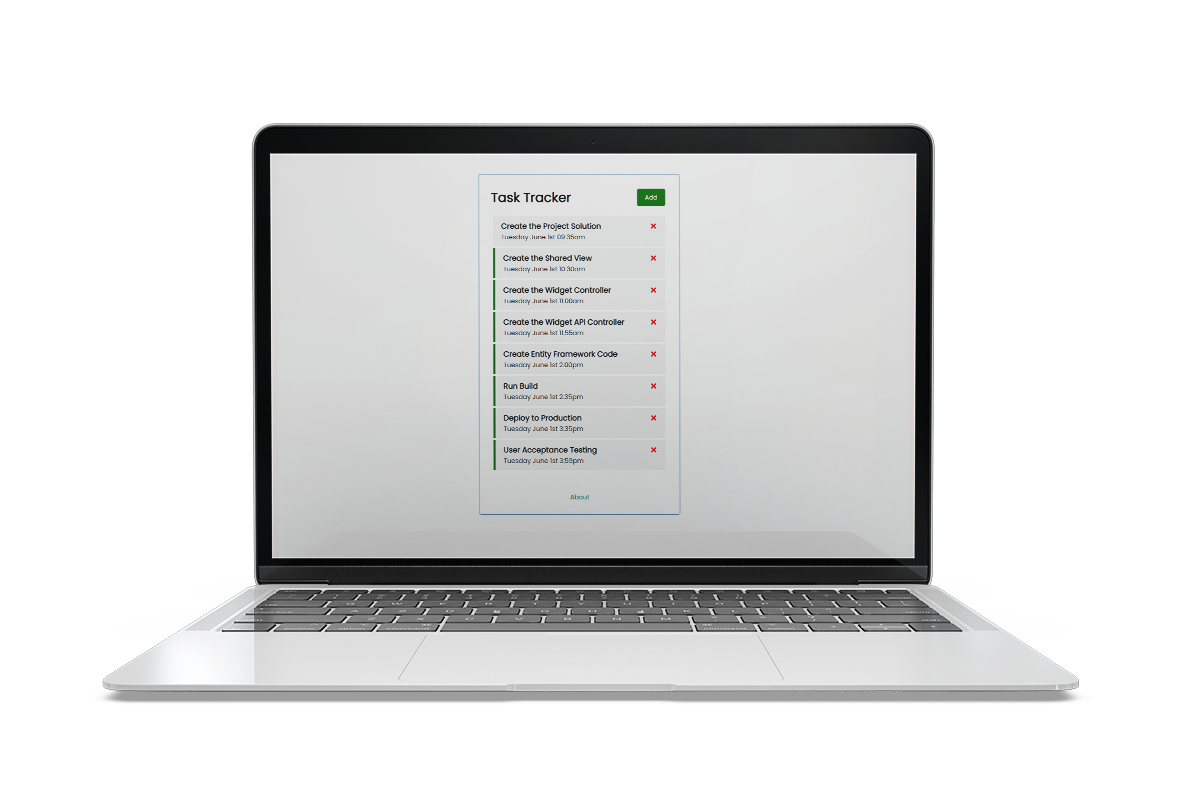 Task Tracker
Add
Create the Project Solution
Tuesday June 1st 09:35am
Create the Shared View
Tuesday June 1st 10:30am
Create the Widget Controller
Tuesday June 1st 11.00am
Create the Widget API Controller
Tuesday June 1st 11.55am
Create Entity Framework Code
Tuesday June 1st 2.00pm
Run Build
Tuesday June 1st 2:35pm
Deploy to Production
Tuesday June 1st 3:35pm
User Acceptance Testing
Tuesday June 1st 3:59pm
About